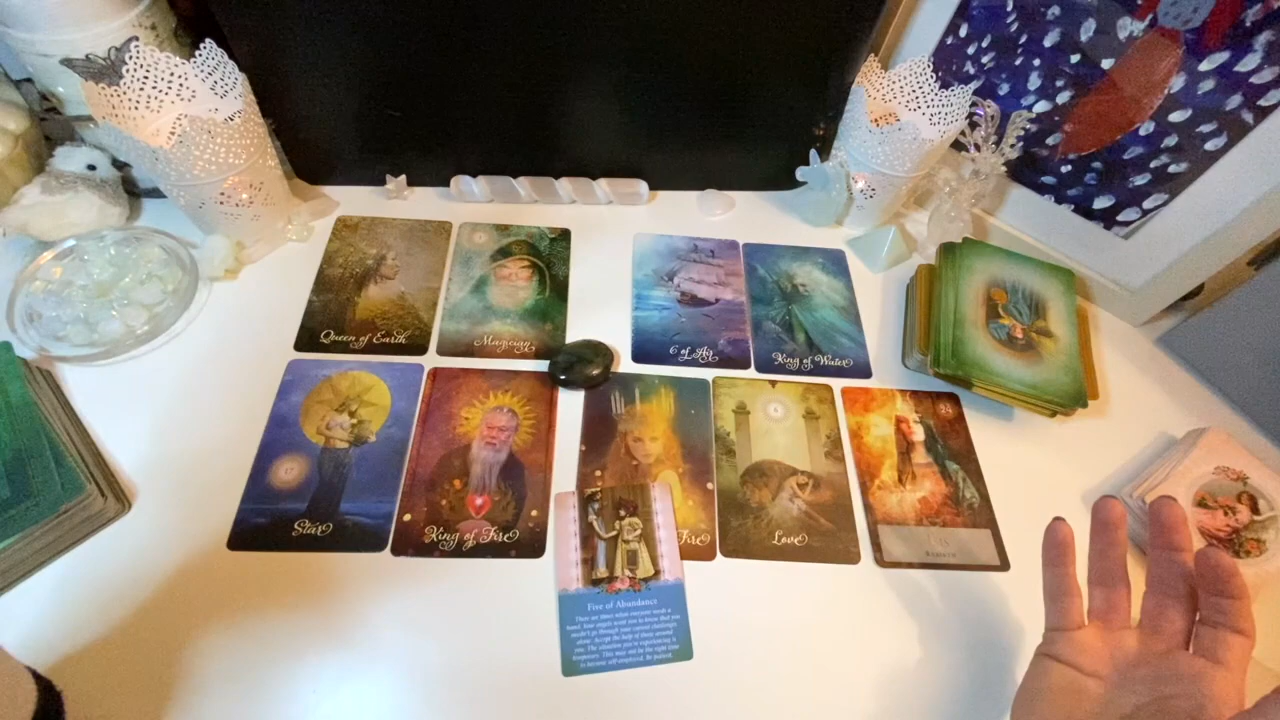 Queen of Earth
Magician
6 of Air
King of Water
17
Star
King of Fire
Fire
6
Love
24
Five of Abundance
There are times when everyone needs a
hand. Your angels want you to know that you
needn't go through your current challenges
alone. Accept the help of those around
you. The situation you're experiencing is
temporary. This may not be the right time
to become self-employed. Be patient.